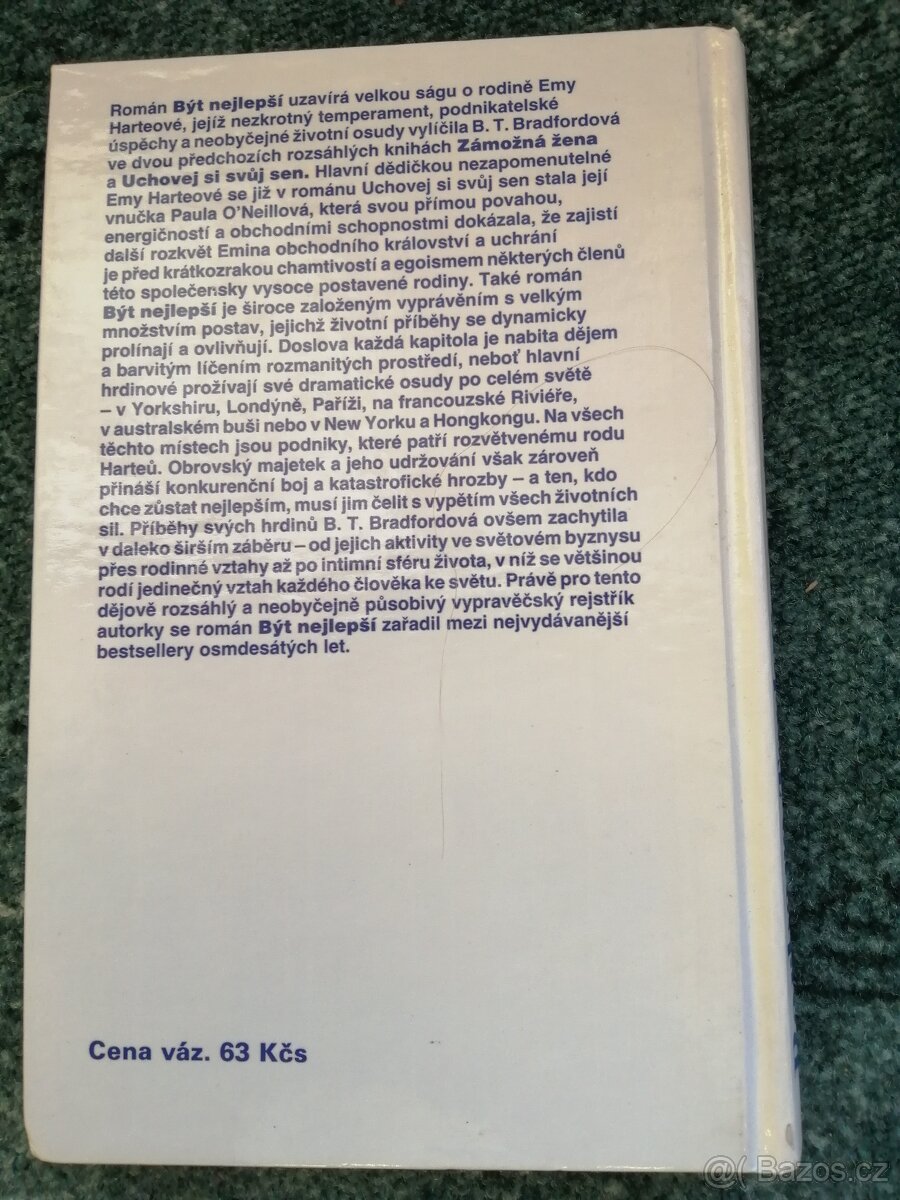 Román Být nejlepší uzavírá velkou ságu o rodině Emy
Harteové, jejíž nezkrotný temperament, podnikatelské
úspěchy a neobyčejné životní osudy vylíčila B. T. Bradfordová
ve dvou předchozích rozsáhlých knihách Zámožná žena
a Uchovej si svůj sen. Hlavní dědičkou nezapomenutelné
Emy Harteové se již v románu Uchovej si svůj sen stala její
vnučka Paula O'Neillová, která svou přímou povahou,
energičností a obchodními schopnostmi dokázala, že zajistí
další rozkvět Emina obchodního království a uchrání
je před krátkozrakou chamtivostí a egoismem některých členů
této společensky vysoce postavené rodiny. Také román
Být nejlepší je široce založeným vyprávěním s velkým
množstvím postav, jejichž životní příběhy se dynamicky
prolínají a ovlivňují. Doslova každá kapitola je nabita dějem
a barvitým líčením rozmanitých prostředí, neboť hlavní
hrdinové prožívají své dramatické osudy po celém světě
– v Yorkshiru, Londýně, Paříži, na francouzské Riviéře,
v australském buši nebo v New Yorku a Hongkongu. Na všech
těchto místech jsou podniky, které patří rozvětvenému rodu
Harteů. Obrovský majetek a jeho udržování však zároveň
přináší konkurenční boj a katastrofické hrozby – a ten, kdo
chce zůstat nejlepším, musí jim čelit s vypětím všech životních
sil. Příběhy svých hrdinů B. T. Bradfordová ovšem zachytila
v daleko širším záběru – od jejich aktivity ve světovém byznysu
přes rodinné vztahy až po intimní sféru života, v níž se většinou
rodí jedinečný vztah každého člověka ke světu. Právě pro tento
dějově rozsáhlý a neobyčejně působivý vypravěčský rejstřík
autorky se román Být nejlepší zařadil mezi nejvydávanější
bestsellery osmdesátých let.
Cena váz. 63 Kčs
@( Bazos.cz